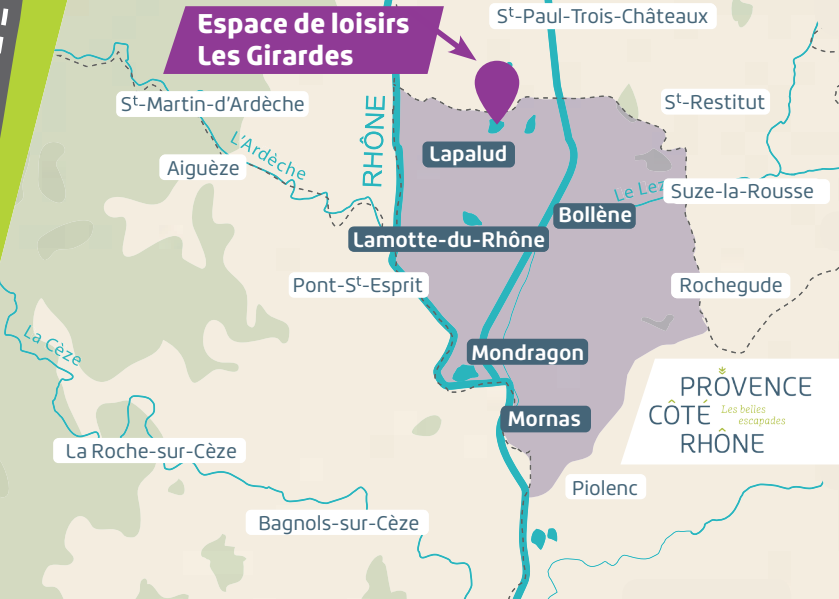 Espace de loisirs
Les Girardes
St-Paul-Trois-Châteaux
St-Martin-d'Ardèche
RHÔNE
St-Restitut
L'Ardèche
Lapalud
Aiguèze
Le Lez
Suze-la-Rousse
Bollène
Lamotte-du-Rhône
Pont-St-Esprit
Rochegude
La Cèze
Mondragon
PROVENCE
CÔTÉ
Les belles
escapades
RHÔNE
Mornas
La Roche-sur-Cèze
Piolenc
Bagnols-sur-Cèze